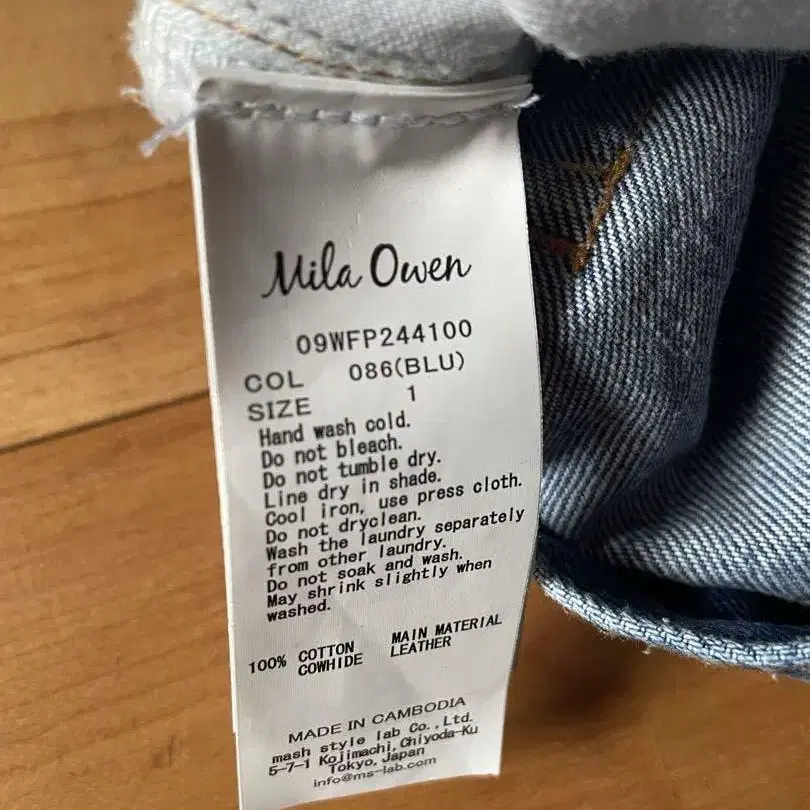 Mila Owen
09WFP244100
COL 086(BLU)
SIZE 1
Hand wash cold.
Do not bleach.
Do not tumble dry.
Line dry in shade.
Cool iron, use press cloth.
Do not dryclean.
Wash the laundry separately
from other laundry.
Do not soak and wash.
May shrink slightly when
washed.
100% COTTON MAIN MATERIAL
COWHIDE LEATHER
MADE IN CAMBODIA
mash style lab Co.,Ltd.
5-7-1 Kojimachi,Chiyoda-Ku
Tokyo,Japan
info@ms-lab.com